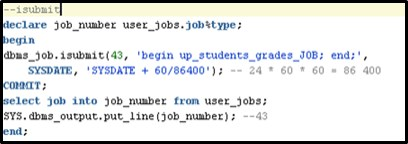 --isubmit
declare job_number user_jobs.job%type;
begin
dbms_job.isubmit(43, 'begin up_students_grades_JOB; end;',
SYSDATE, 'SYSDATE + 60/86400'); -- 24 * 60 * 60 = 86 400
COMMIT;
select job into job_number from user_jobs;
SYS.dbms_output.put_line(job_number); --43
end;